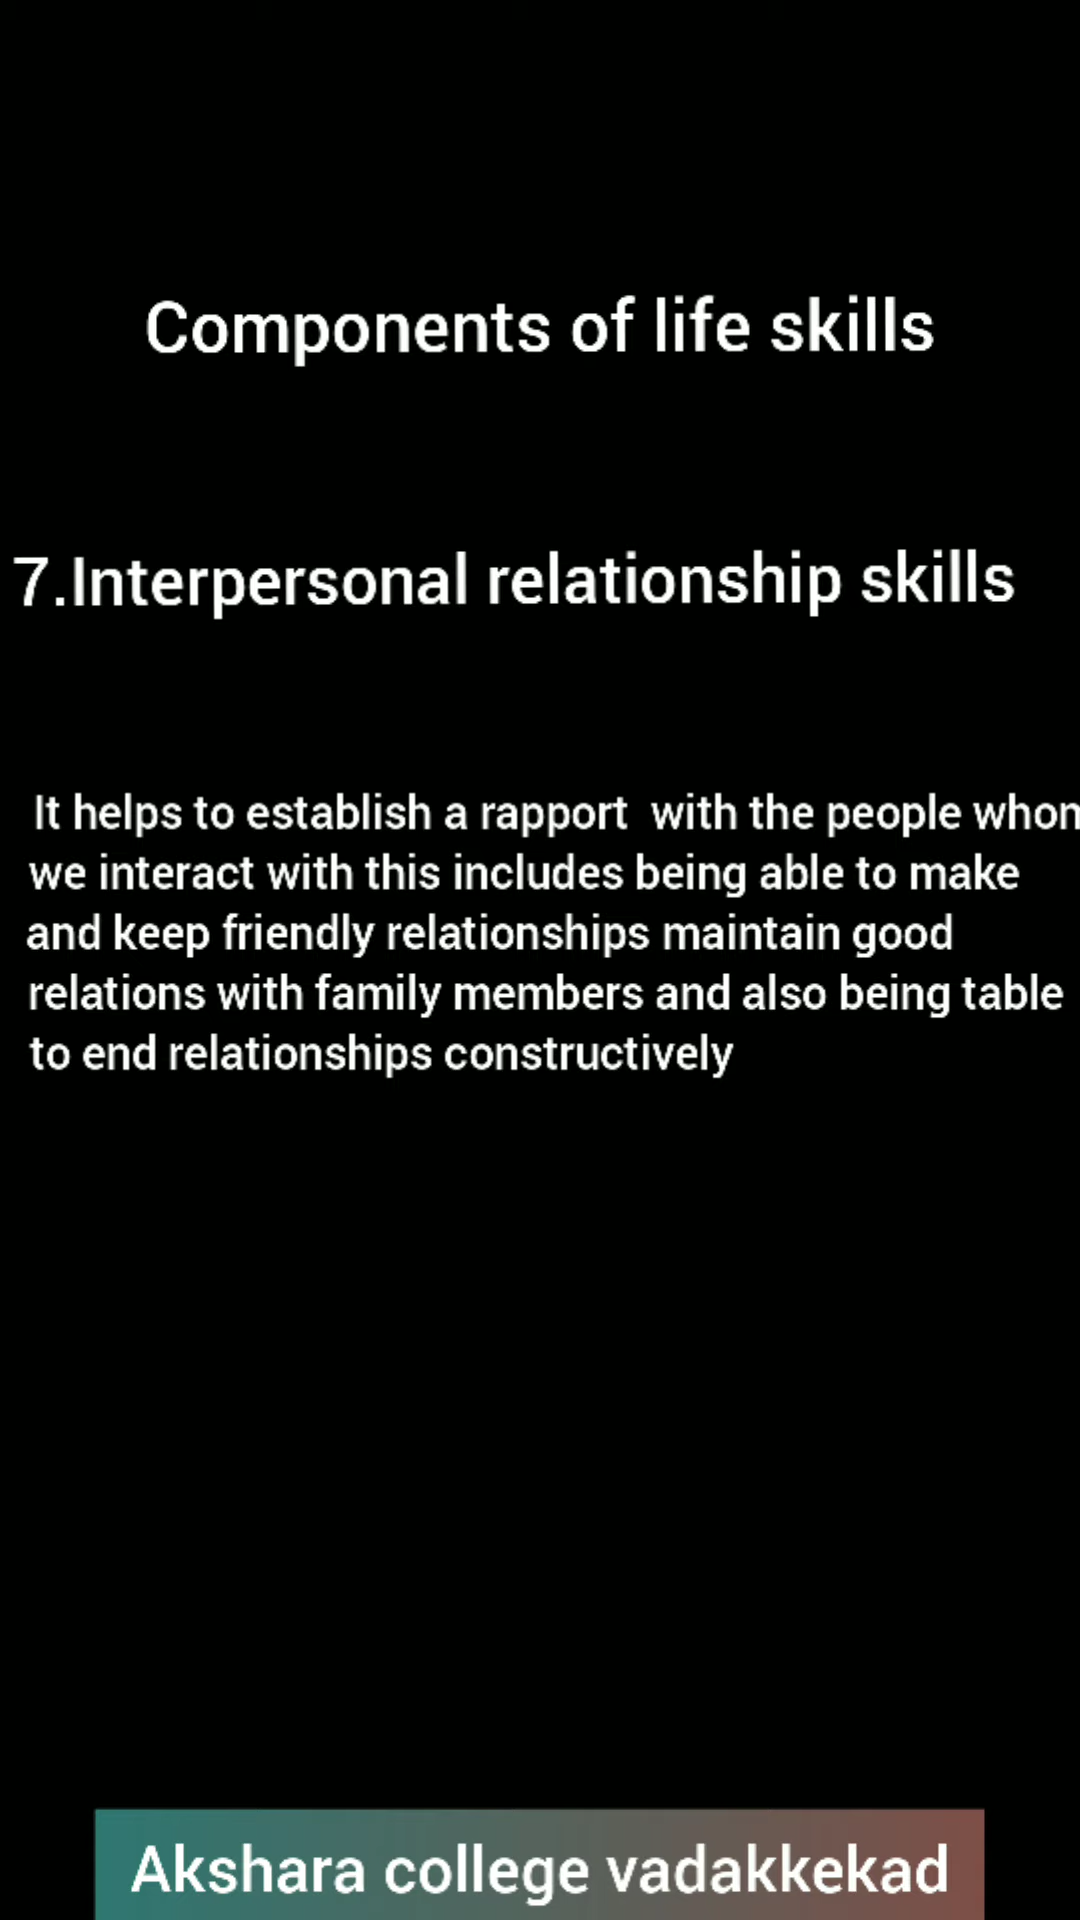 Components of life skills
7.Interpersonal relationship skills
It helps to establish a rapport with the people whom
we interact with this includes being able to make
and keep friendly relationships maintain good
relations with family members and also being table
to end relationships constructively
Akshara college vadakkekad